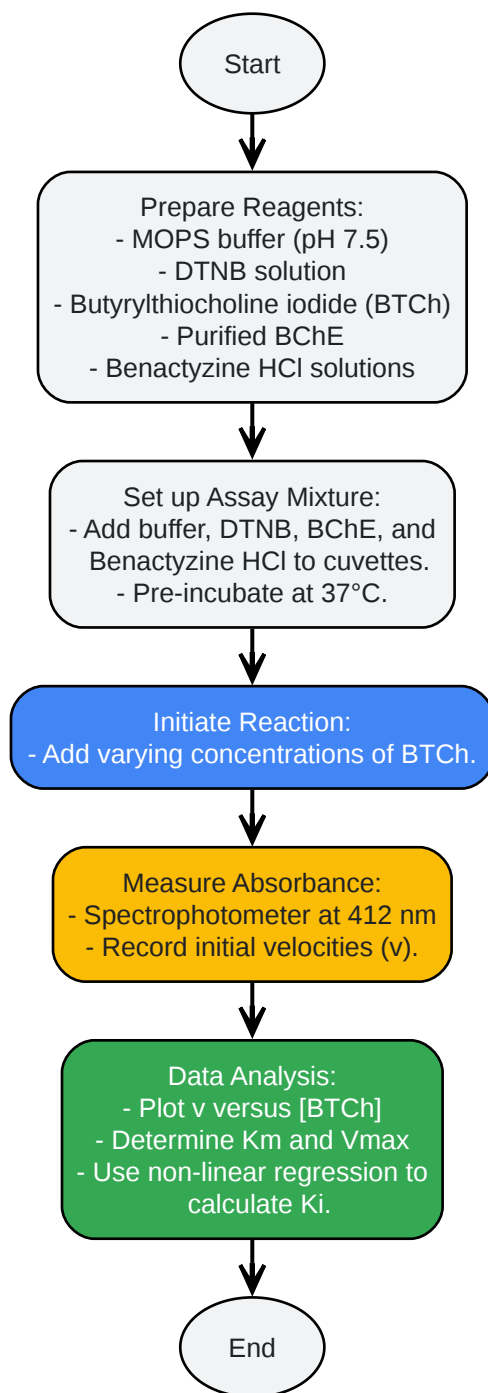 Start
Prepare Reagents:
- MOPS buffer (pH 7.5)
- DTNB solution
- Butyrylthiocholine iodide (BTCh)
- Purified BChE
- Benactyzine HCl solutions
Set up Assay Mixture:
- Add buffer, DTNB, BChE, and
Benactyzine HCl to cuvettes.
- Pre-incubate at 37°C.
Initiate Reaction:
- Add varying concentrations of BTCh.
Measure Absorbance:
- Spectrophotometer at 412 nm
- Record initial velocities (v).
Data Analysis:
- Plot v versus [BTCh]
- Determine Km and Vmax
- Use non-linear regression to
calculate Ki.
End